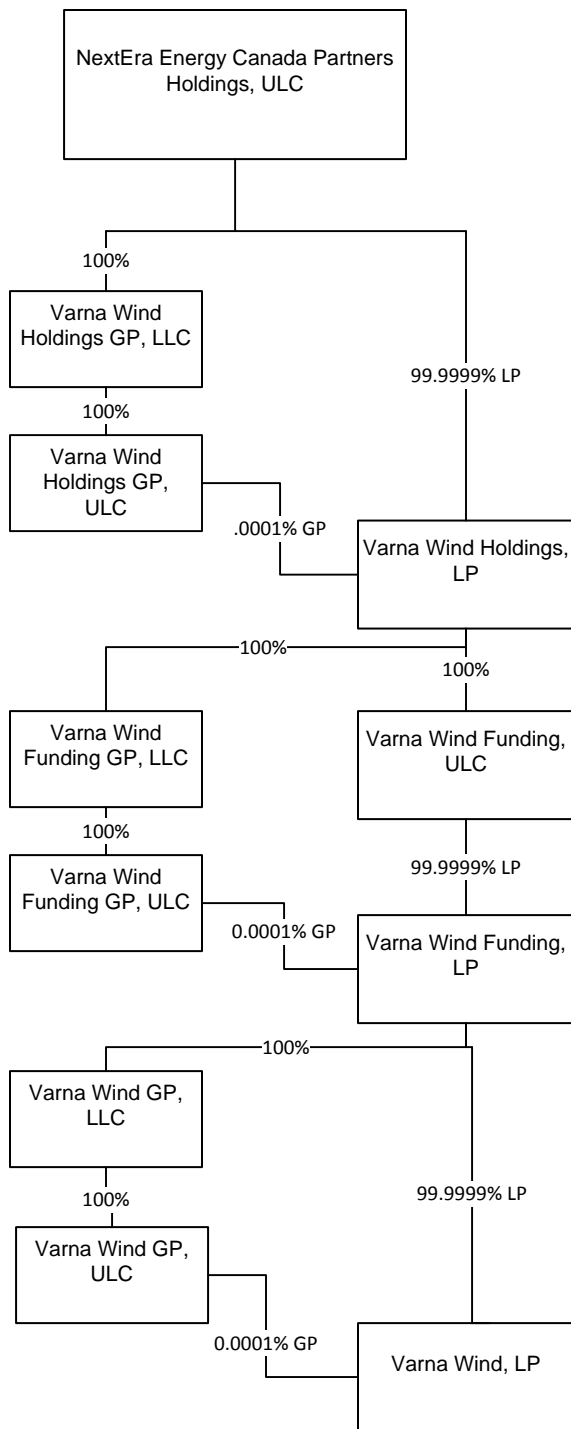 NextEra Energy Canada Partners
Holdings, ULC
100%
Varna Wind
Holdings GP, LLC
99.9999% LP
100%
Varna Wind
Holdings GP,
ULC
.0001% GP
Varna Wind Holdings,
LP
100%
100%
Varna Wind
Funding GP, LLC
Varna Wind Funding,
ULC
100%
99.9999% LP
Varna Wind
Funding GP, ULC
0.0001% GP
Varna Wind Funding,
LP
100%
Varna Wind GP,
LLC
100%
99.9999% LP
Varna Wind GP,
ULC
0.0001% GP
Varna Wind, LP